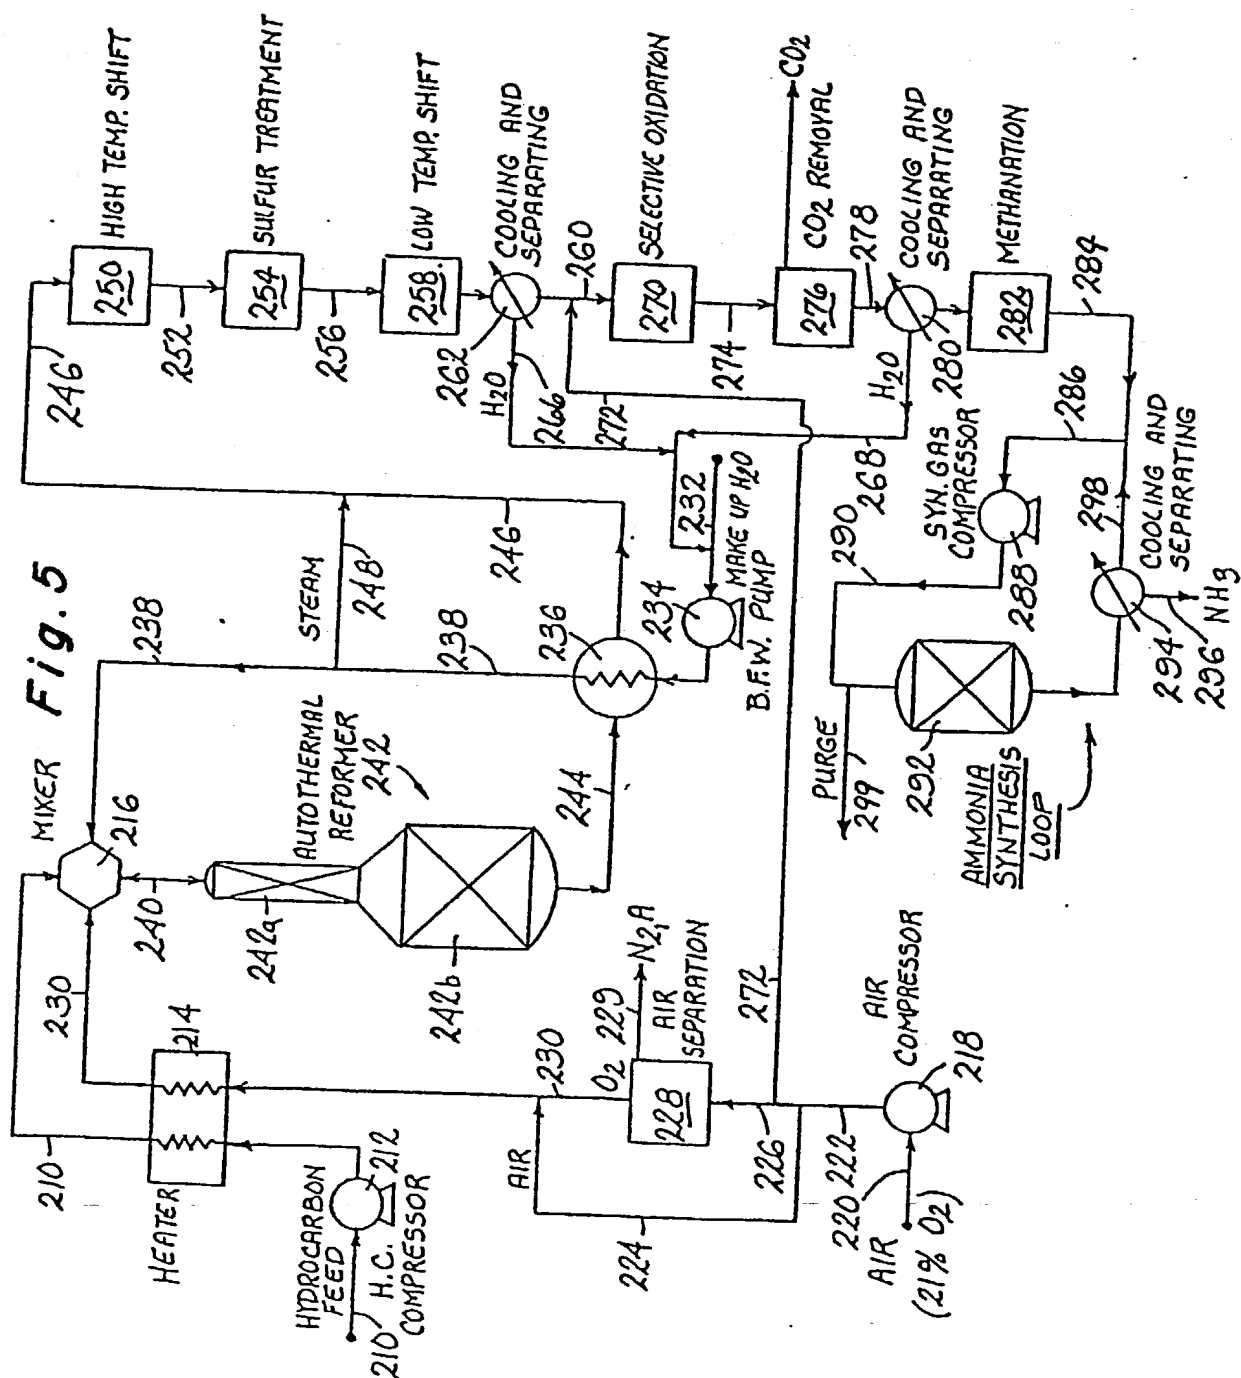 Fig. 5
HYDROCARBON
FEED
210
H.C.
COMPRESSOR
212
HEATER
210
214
230
MIXER
216
240
238
STEAM
248
246
AUTOTHERMAL
REFORMER
242
242a
242b
244
236
238
246
AIR
(21% O2)
220
222
AIR
COMPRESSOR
218
224
AIR
226
228
O2
230
229
N2,A
AIR
SEPARATION
272
B.F.W. PUMP
234
MAKE UP H2O
232
HIGH TEMP. SHIFT
250
252
SULFUR TREATMENT
254
256
LOW TEMP. SHIFT
258
COOLING AND
SEPARATING
262
H2O
266
260
272
SELECTIVE OXIDATION
270
274
CO2 REMOVAL
276
CO2
278
COOLING AND
SEPARATING
H2O
268
280
METHANATION
282
284
286
SYN. GAS
COMPRESSOR
288
290
PURGE
299
292
AMMONIA
SYNTHESIS
LOOP
298
COOLING AND
SEPARATING
294
296
NH3